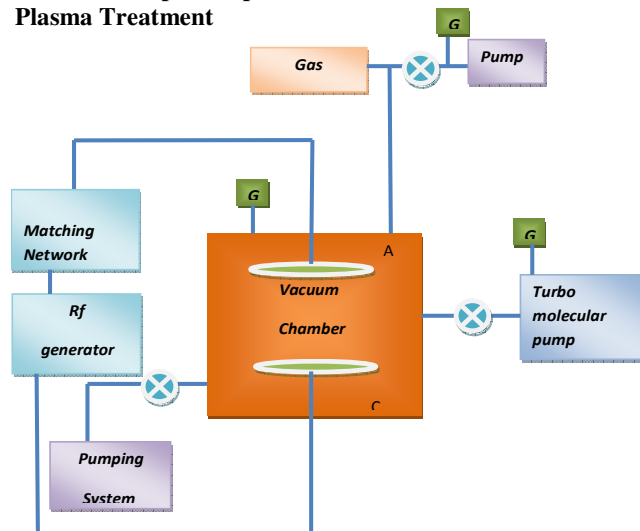 Plasma Treatment
G
Gas
Pump
G
Matching
Network
A
G
Vacuum
Chamber
Rf
generator
Turbo
molecular
pump
C
Pumping
System